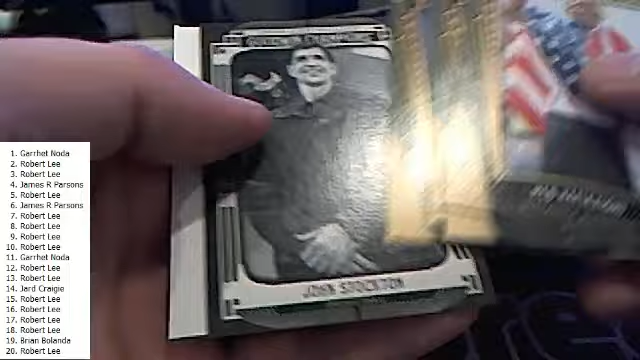 GOODWIN CHAMPIONS
JOHN STOCKTON
1. Garrhet Noda
2. Robert Lee
3. Robert Lee
4. James R Parsons
5. Robert Lee
6. James R Parsons
7. Robert Lee
8. Robert Lee
9. Robert Lee
10. Robert Lee
11. Garrhet Noda
12. Robert Lee
13. Robert Lee
14. Jard Craigie
15. Robert Lee
16. Robert Lee
17. Robert Lee
18. Robert Lee
19. Brian Bolanda
20. Robert Lee